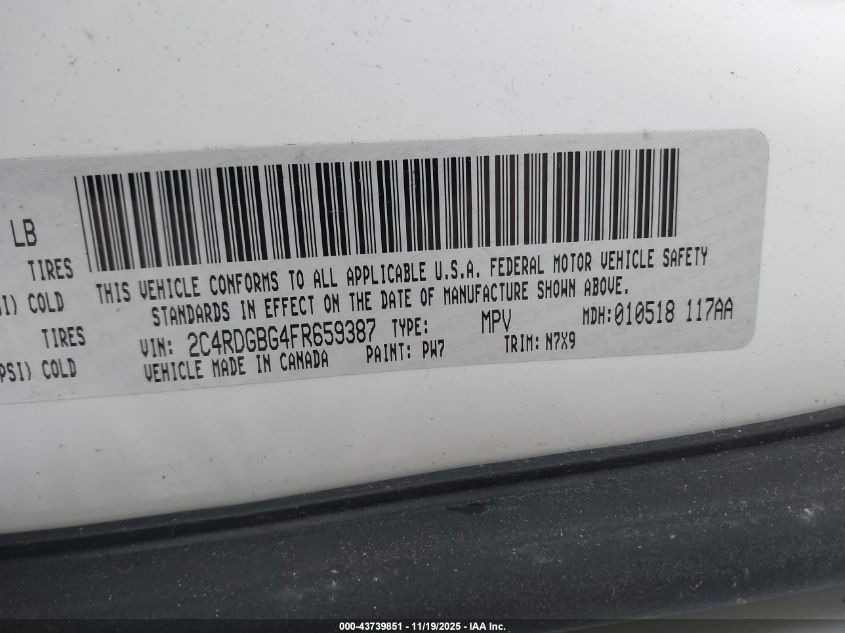 LB
TIRES
SI) COLD
TIRES
PSI) COLD
THIS VEHICLE CONFORMS TO ALL APPLICABLE U.S.A. FEDERAL MOTOR VEHICLE SAFETY
STANDARDS IN EFFECT ON THE DATE OF MANUFACTURE SHOWN ABOVE.
VIN: 2C4RDGBG4FR659387 TYPE: MPV MDH:010518 117AA
VEHICLE MADE IN CANADA PAINT: PW7 TRIM: N7X9
000-43739851 | 11/19/2025 - IAA Inc.